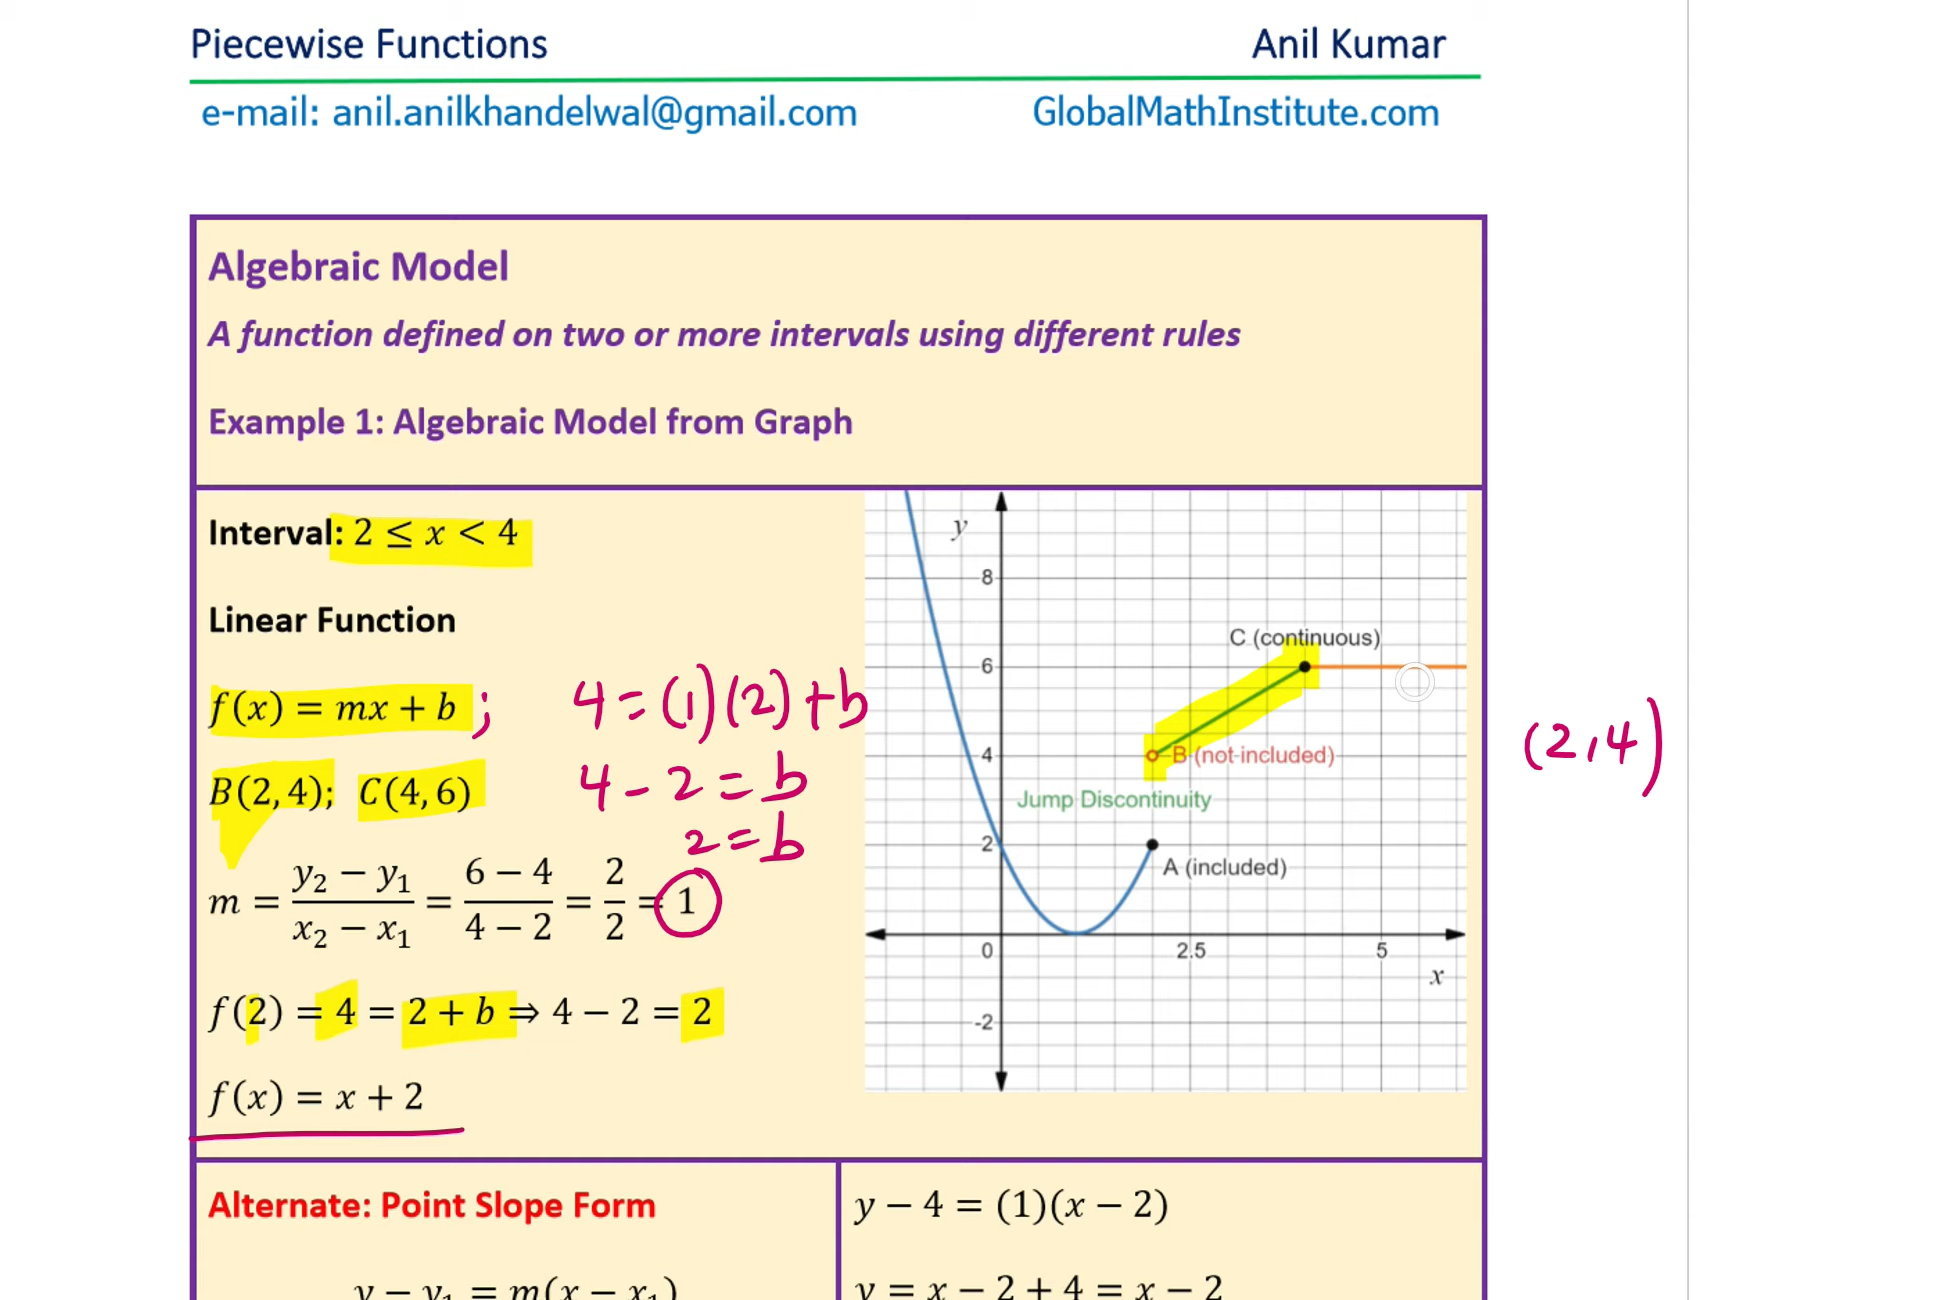 Piecewise Functions Anil Kumar
e-mail: anil.anilkhandelwal@gmail.com GlobalMathInstitute.com
Algebraic Model
A function defined on two or more intervals using different rules
Example 1: Algebraic Model from Graph
Interval: 2 ≤ x < 4
Linear Function
f(x) = mx + b ; 4 = (1)(2) + b
B(2, 4); C(4, 6) 4 - 2 = b
2 = b
m = (y₂ − y₁)/(x₂ − x₁) = (6 − 4)/(4 − 2) = 2/2 = 1
f(2) = 4 = 2 + b ⇒ 4 − 2 = 2
f(x) = x + 2
y
8
C (continuous)
6
4 B (not included)
Jump Discontinuity
2
A (included)
0 2.5 5
x
-2
(2,4)
Alternate: Point Slope Form
y − y₁ = m(x − x₁)
y − 4 = (1)(x − 2)
y = x − 2 + 4 = x − 2